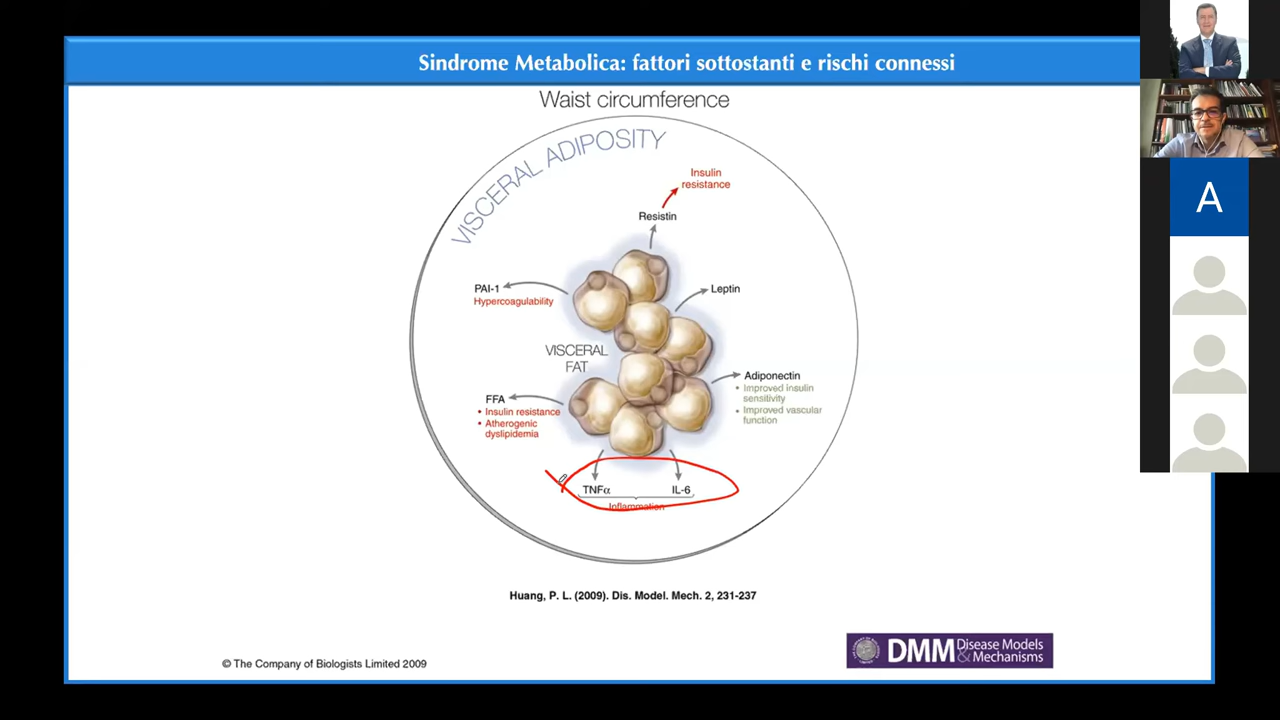 Sindrome Metabolica: fattori sottostanti e rischi connessi
Waist circumference
VISCERAL ADIPOSITY
Insulin
resistance
Resistin
PAI-1
Hypercoagulability
Leptin
VISCERAL
FAT
Adiponectin
• Improved insulin
sensitivity
• Improved vascular
function
FFA
• Insulin resistance
• Atherogenic
dyslipidemia
TNFα
IL-6
Inflammation
Huang, P. L. (2009). Dis. Model. Mech. 2, 231-237
© The Company of Biologists Limited 2009
DMM Disease Models
& Mechanisms
A